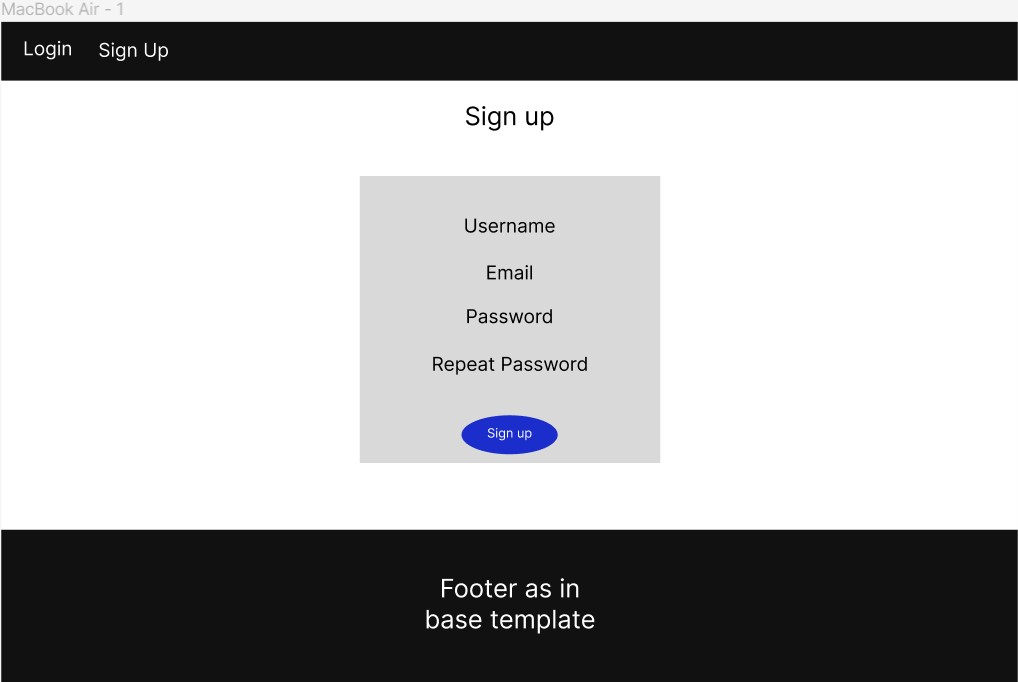 MacBook Air - 1
Login Sign Up
Sign up
Username
Email
Password
Repeat Password
Sign up
Footer as in
base template